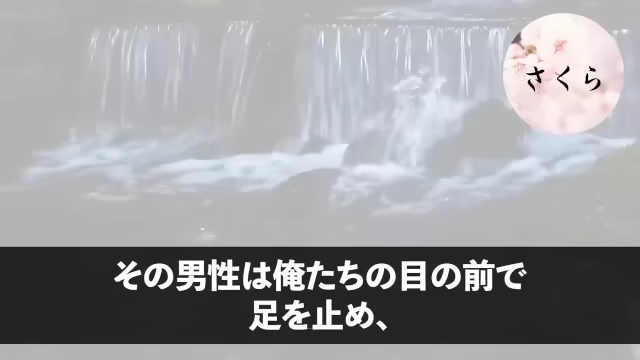 さくら
その男性は俺たちの目の前で
足を止め、